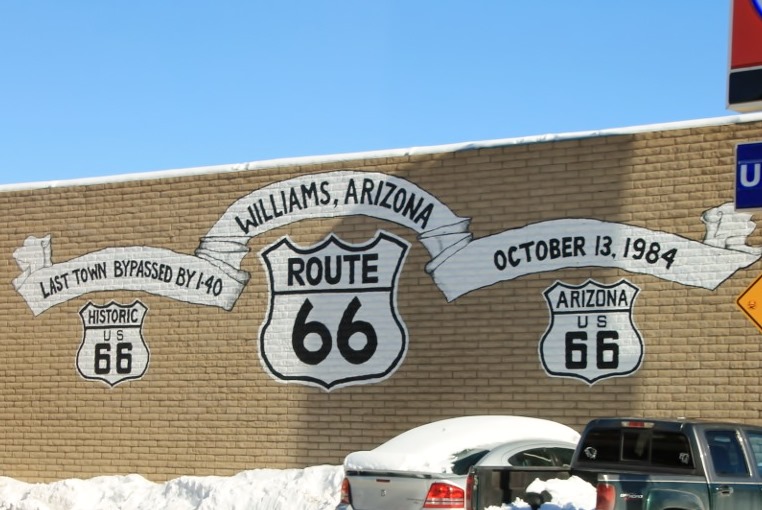 WILLIAMS, ARIZONA
LAST TOWN BYPASSED BY I-40
OCTOBER 13, 1984
HISTORIC
US
66
ROUTE
66
ARIZONA
US
66
U